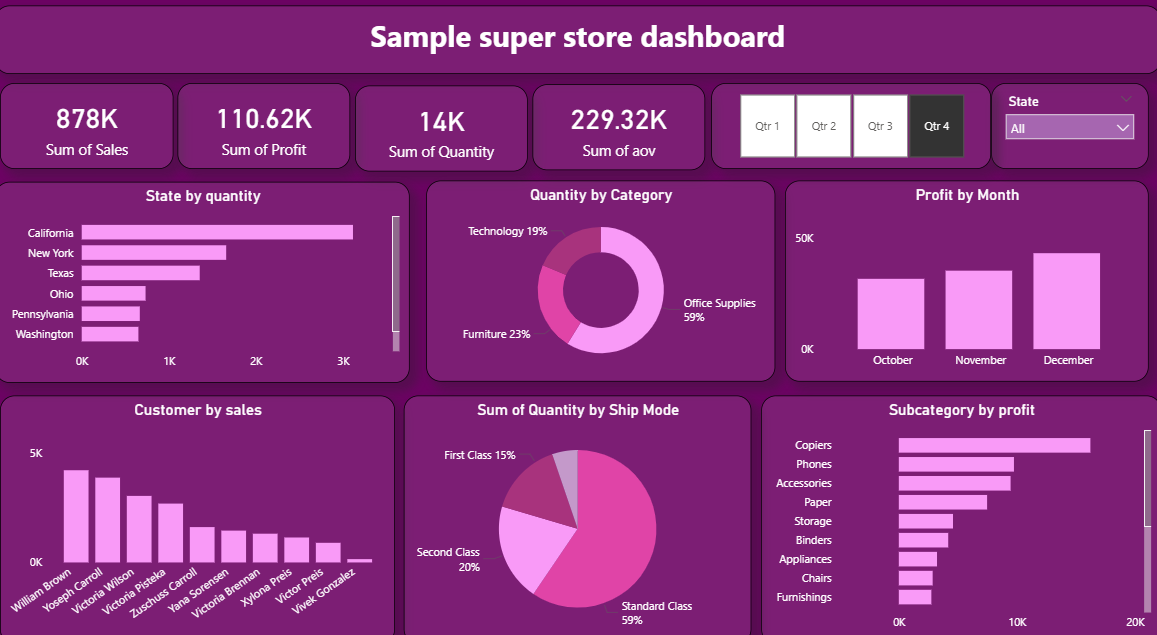 Sample super store dashboard
878K
Sum of Sales
110.62K
Sum of Profit
14K
Sum of Quantity
229.32K
Sum of aov
Qtr 1
Qtr 2
Qtr 3
Qtr 4
State
All
State by quantity
California
New York
Texas
Ohio
Pennsylvania
Washington
0K 1K 2K 3K
Quantity by Category
Technology 19%
Office Supplies
59%
Furniture 23%
Profit by Month
50K
0K
October November December
Customer by sales
5K
0K
William Brown
Yoseph Carroll
Victoria Wilson
Victoria Pisteka
Zuschuss Carroll
Yana Sorensen
Victoria Brennan
Xylona Preis
Victor Preis
Vivek Gonzalez
Sum of Quantity by Ship Mode
First Class 15%
Second Class
20%
Standard Class
59%
Subcategory by profit
Copiers
Phones
Accessories
Paper
Storage
Binders
Appliances
Chairs
Furnishings
0K 10K 20K